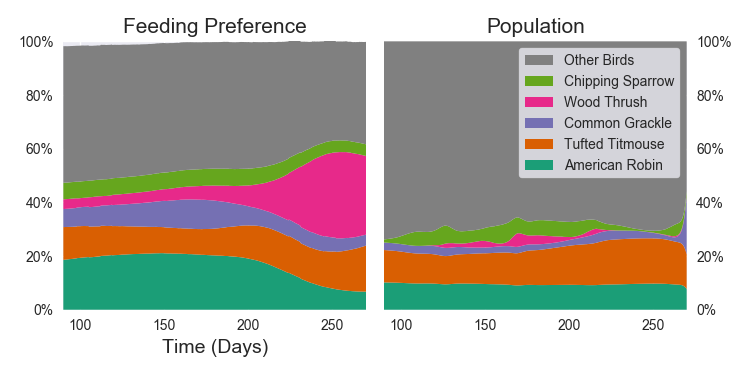 Feeding Preference
Population
100%
80%
60%
40%
20%
0%
100
150
200
250
Time (Days)
Other Birds
Chipping Sparrow
Wood Thrush
Common Grackle
Tufted Titmouse
American Robin
100
150
200
250
100%
80%
60%
40%
20%
0%